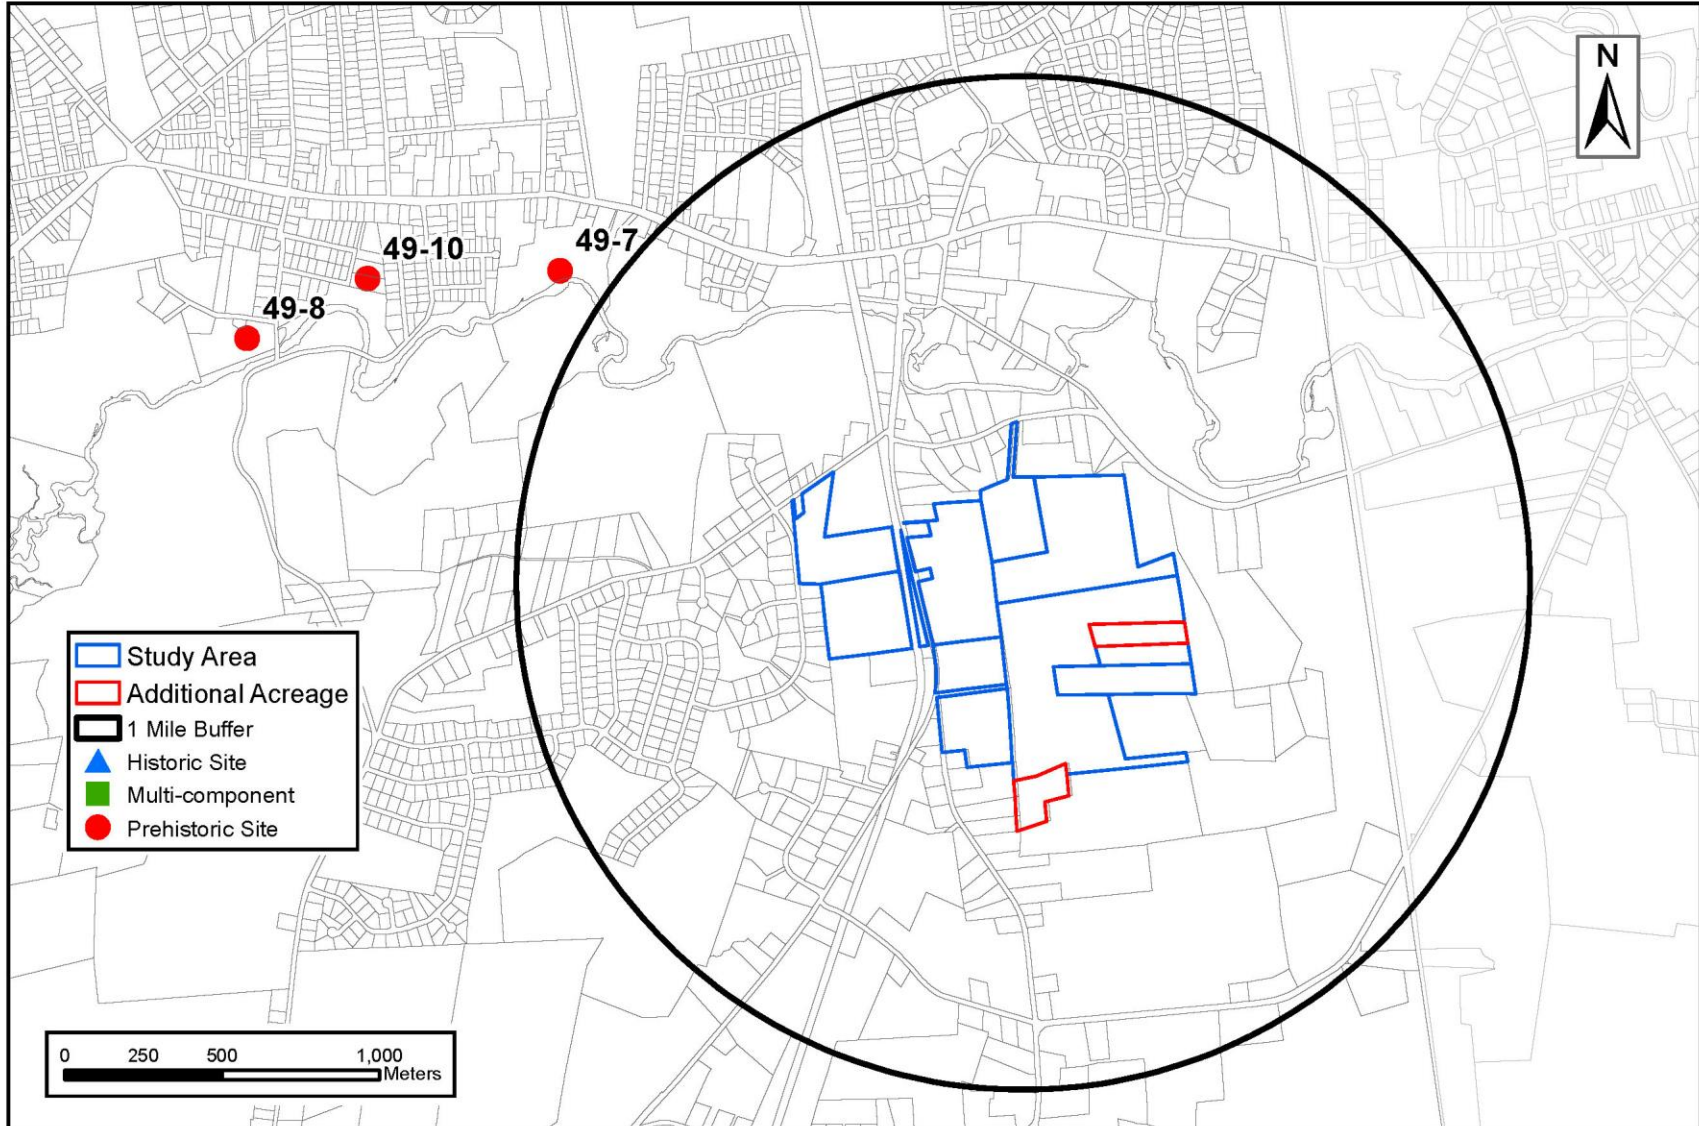 N
49-7
49-10
49-8
Study Area
Additional Acreage
1 Mile Buffer
Historic Site
Multi-component
Prehistoric Site
0 250 500 1,000
Meters